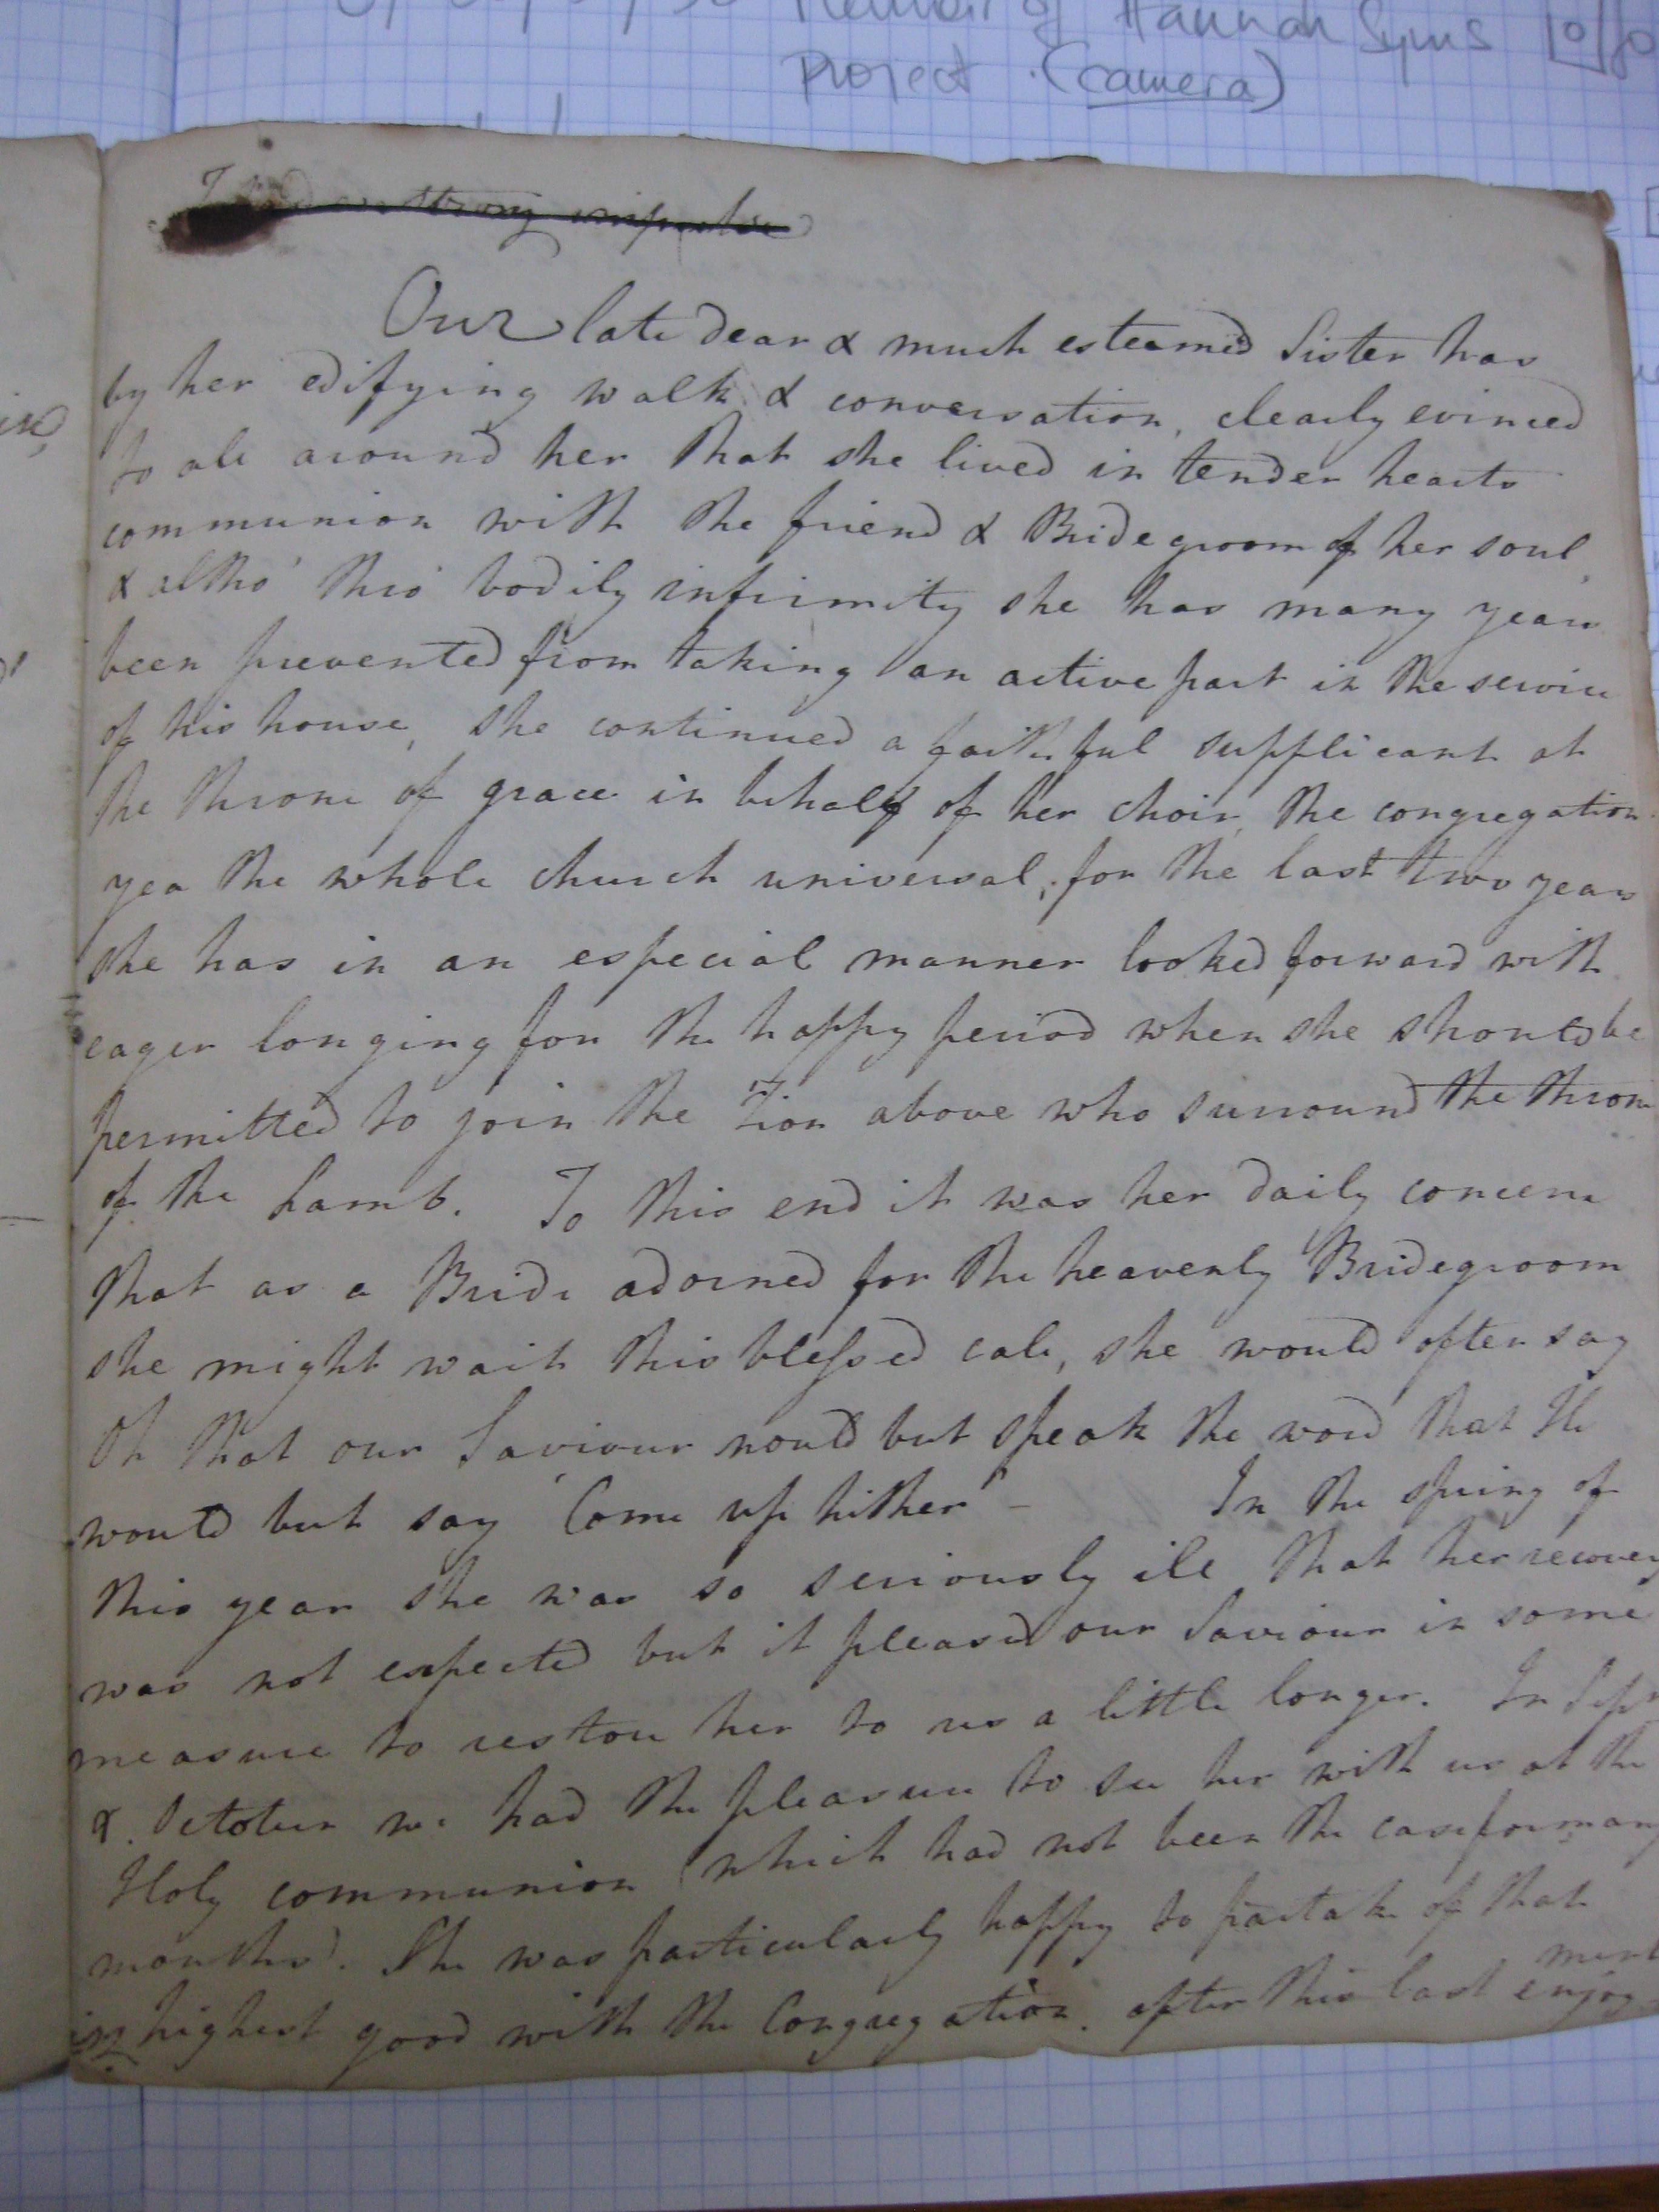 Memoir of Hannah Syms
Project (camera)
strong impulse
Our late dear & much esteemed Sister has
by her edifying walk & conversation, clearly evinced
to all around her that she lived in tender hearts
communion with the friend & Bridegroom of her soul,
& altho' thro' bodily infirmity she has many years
been prevented from taking an active part in the service
of his house, she continued a faithful supplicant at
the throne of grace in behalf of her choir, the congregation
yea the whole church universal, for the last two years
she has in an especial manner looked forward with
eager longing for the happy period when she should be
permitted to join the Zion above who surround the throne
of the Lamb. To this end it was her daily concern
that as a Bride adorned for the heavenly Bridegroom
she might wait this blessed call, she would often say
Oh that our Saviour would but speak the word that He
would but say "Come up hither" – In the spring of
this year she was so seriously ill that her recovery
was not expected but it pleased our Saviour in some
measure to restore her to us a little longer. In Sepr
& October we had the pleasure to see her with us at the
Holy communion (which had not been the case for many
months). She was particularly happy to partake of that
highest good with the Congregation. after this last enjoy
ment